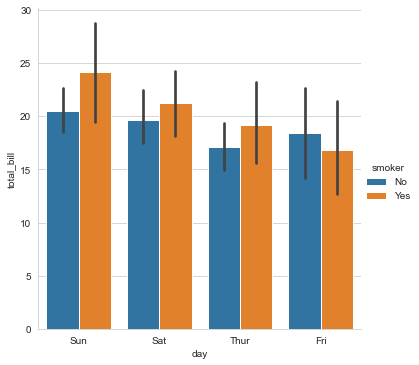 30
25
20
15
10
5
0
total_bill
Sun Sat Thur Fri
day
smoker
No
Yes